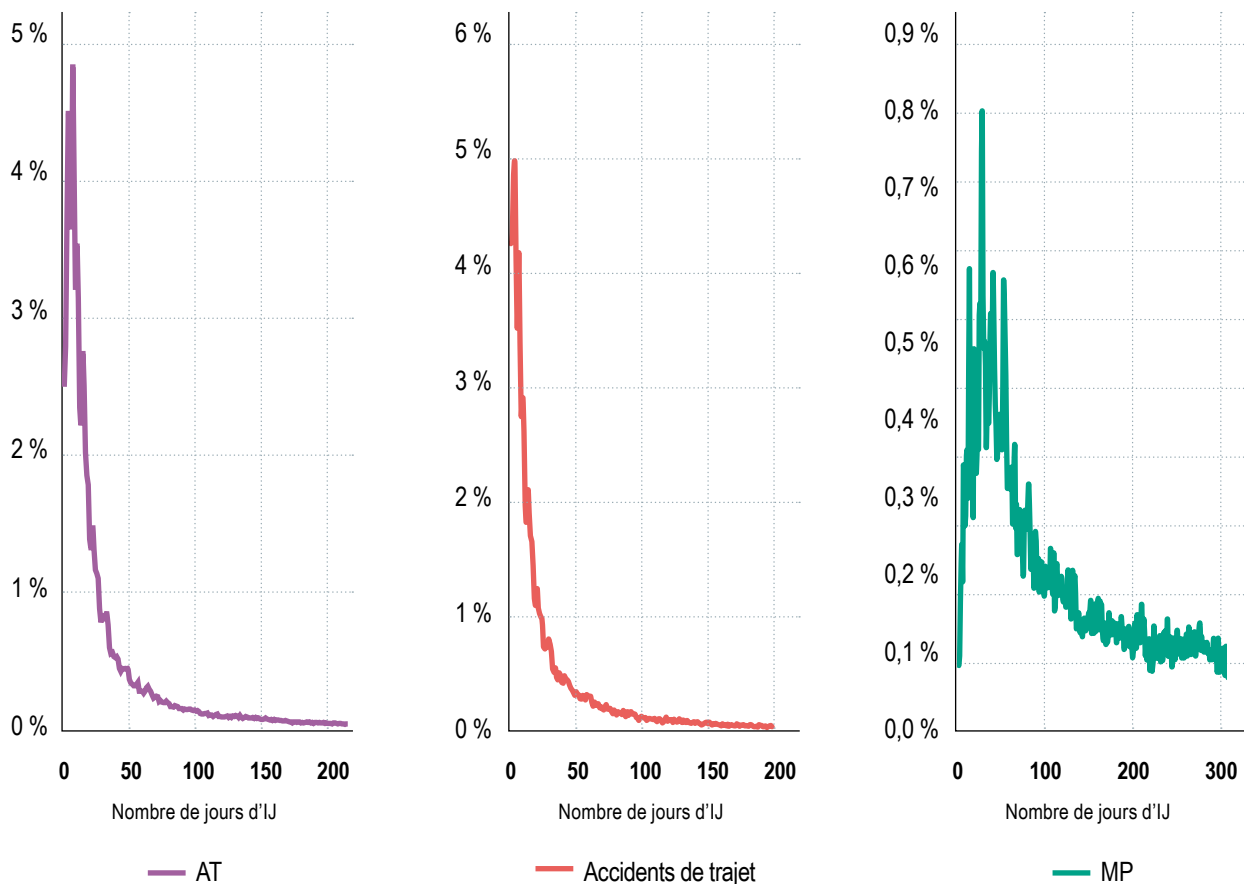 5 %
4 %
3 %
2 %
1 %
0 %
0 50 100 150 200
Nombre de jours d'IJ
AT
6 %
5 %
4 %
3 %
2 %
1 %
0 %
0 50 100 150 200
Nombre de jours d'IJ
Accidents de trajet
0,9 %
0,8 %
0,7 %
0,6 %
0,5 %
0,4 %
0,3 %
0,2 %
0,1 %
0,0 %
0 100 200 300
Nombre de jours d'IJ
MP